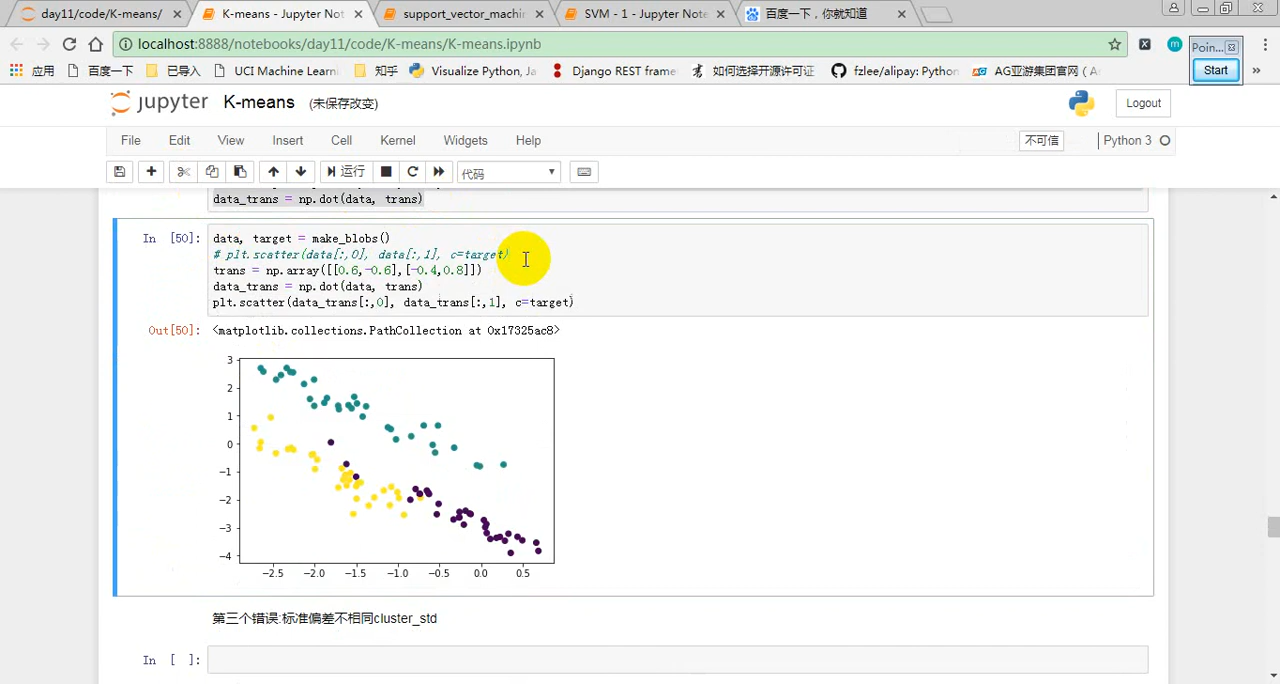 day11/code/K-means/
K-means - Jupyter Not
support_vector_machin
SVM - 1 - Jupyter Note
百度一下，你就知道
localhost:8888/notebooks/day11/code/K-means/K-means.ipynb
Poin...
Start
应用
百度一下
已导入
UCI Machine Learni
知乎
Visualize Python, Ja
Django REST frame
如何选择开源许可证
fzlee/alipay: Python
AG亚游集团官网（A
jupyter
K-means
(未保存改变)
Logout
File
Edit
View
Insert
Cell
Kernel
Widgets
Help
不可信
Python 3
运行
代码
data_trans = np.dot(data, trans)
In [50]:
data, target = make_blobs()
# plt.scatter(data[:,0], data[:,1], c=target)
trans = np.array([[0.6,-0.6],[-0.4,0.8]])
data_trans = np.dot(data, trans)
plt.scatter(data_trans[:,0], data_trans[:,1], c=target)
Out[50]: <matplotlib.collections.PathCollection at 0x17325ac8>
3
2
1
0
−1
−2
−3
−4
−2.5 −2.0 −1.5 −1.0 −0.5 0.0 0.5
第三个错误:标准偏差不相同cluster_std
In [ ]: